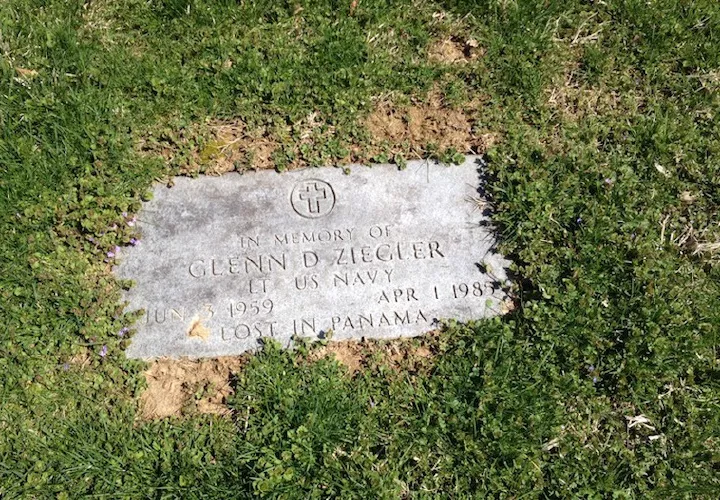 IN MEMORY OF
GLENN D ZIEGLER
LT US NAVY
JUN 3 1959 APR 1 1985
LOST IN PANAMA